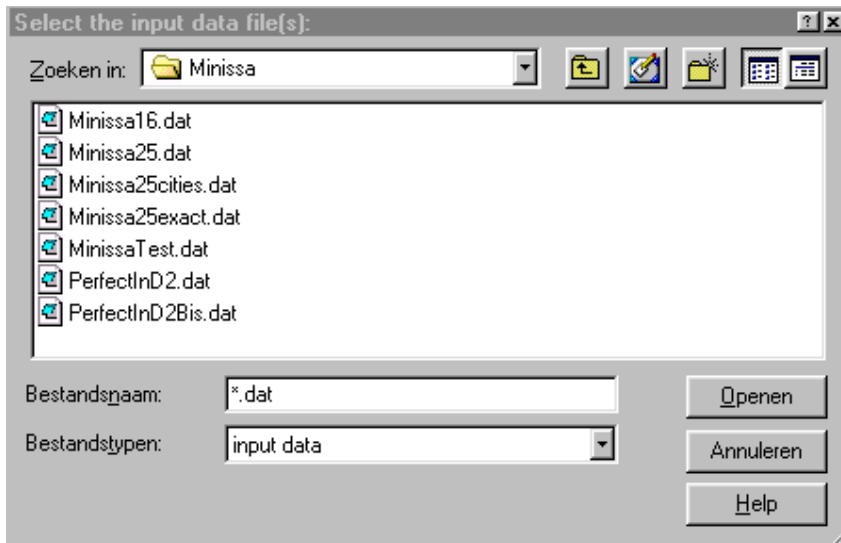 Select the input data file(s):
Zoeken in: Minissa
Minissa16.dat
Minissa25.dat
Minissa25cities.dat
Minissa25exact.dat
MinissaTest.dat
PerfectInD2.dat
PerfectInD2Bis.dat
Bestandsnaam: *.dat Openen
Bestandstypen: input data Annuleren
Help